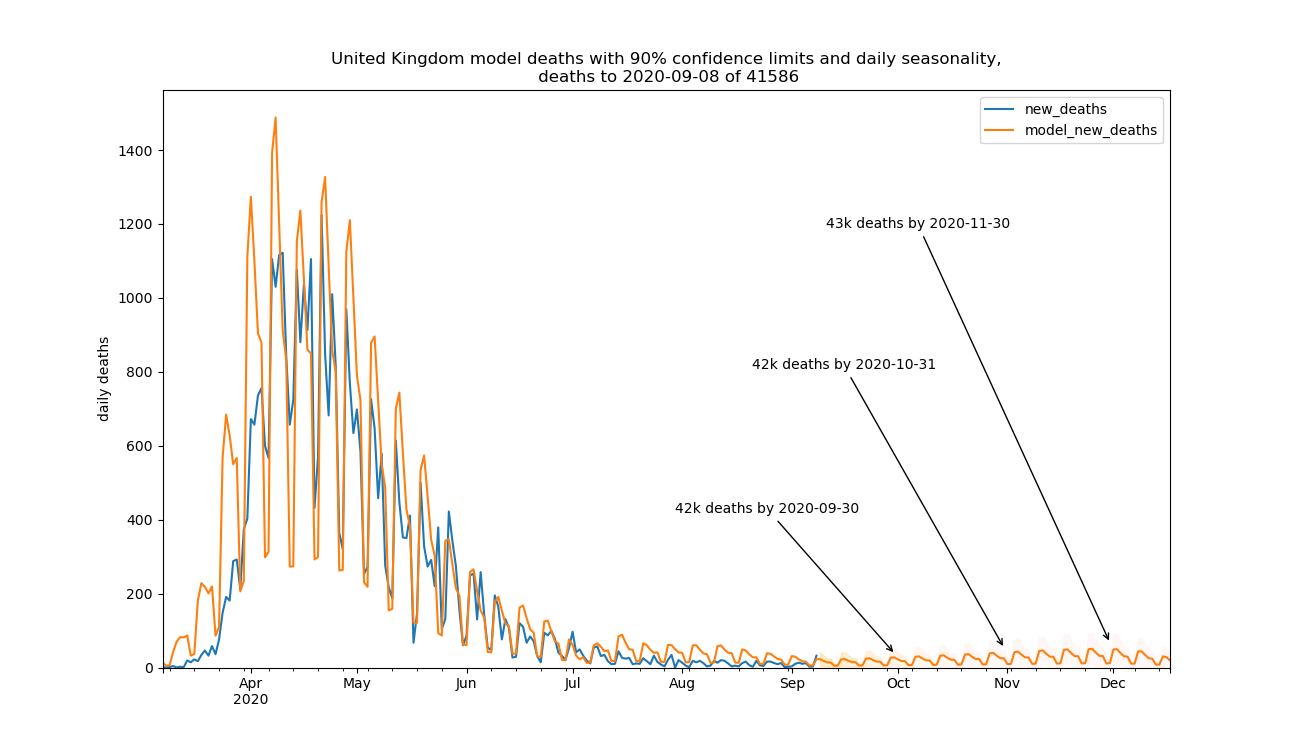 United Kingdom model deaths with 90% confidence limits and daily seasonality,
deaths to 2020-09-08 of 41586
new_deaths
model_new_deaths
1400
1200
1000
800
600
400
200
0
daily deaths
43k deaths by 2020-11-30
42k deaths by 2020-10-31
42k deaths by 2020-09-30
Apr
2020
May
Jun
Jul
Aug
Sep
Oct
Nov
Dec